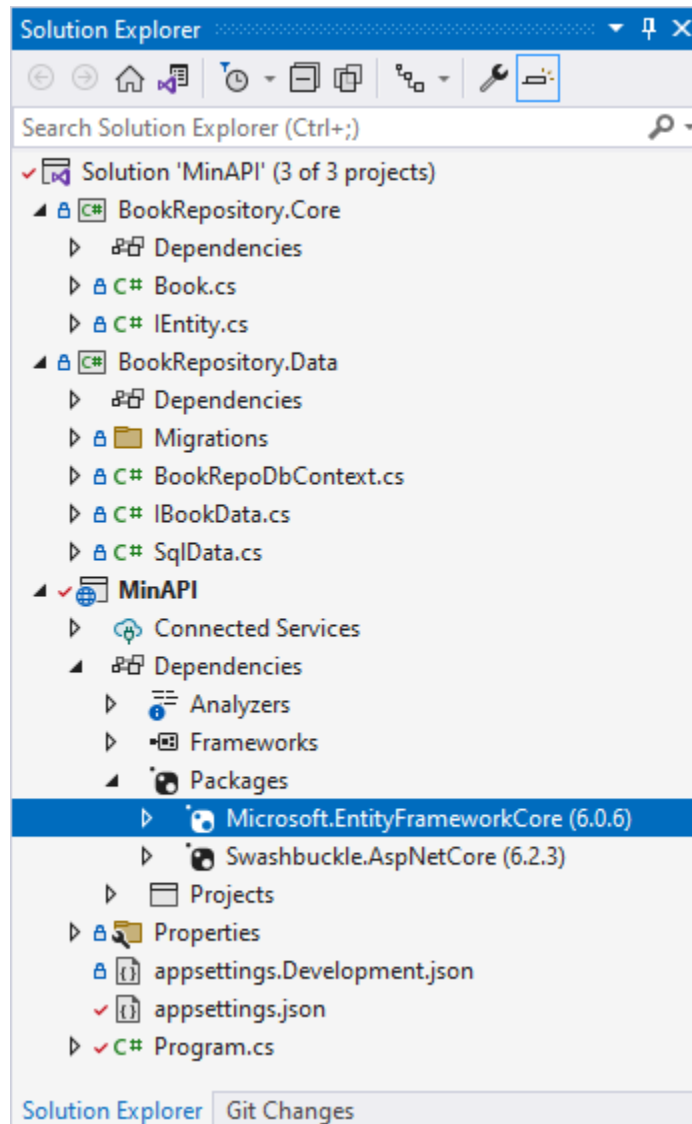 Solution Explorer
Search Solution Explorer (Ctrl+;)
Solution 'MinAPI' (3 of 3 projects)
C# BookRepository.Core
Dependencies
C# Book.cs
C# IEntity.cs
C# BookRepository.Data
Dependencies
Migrations
C# BookRepoDbContext.cs
C# IBookData.cs
C# SqlData.cs
MinAPI
Connected Services
Dependencies
Analyzers
Frameworks
Packages
Microsoft.EntityFrameworkCore (6.0.6)
Swashbuckle.AspNetCore (6.2.3)
Projects
Properties
appsettings.Development.json
appsettings.json
C# Program.cs
Solution Explorer Git Changes